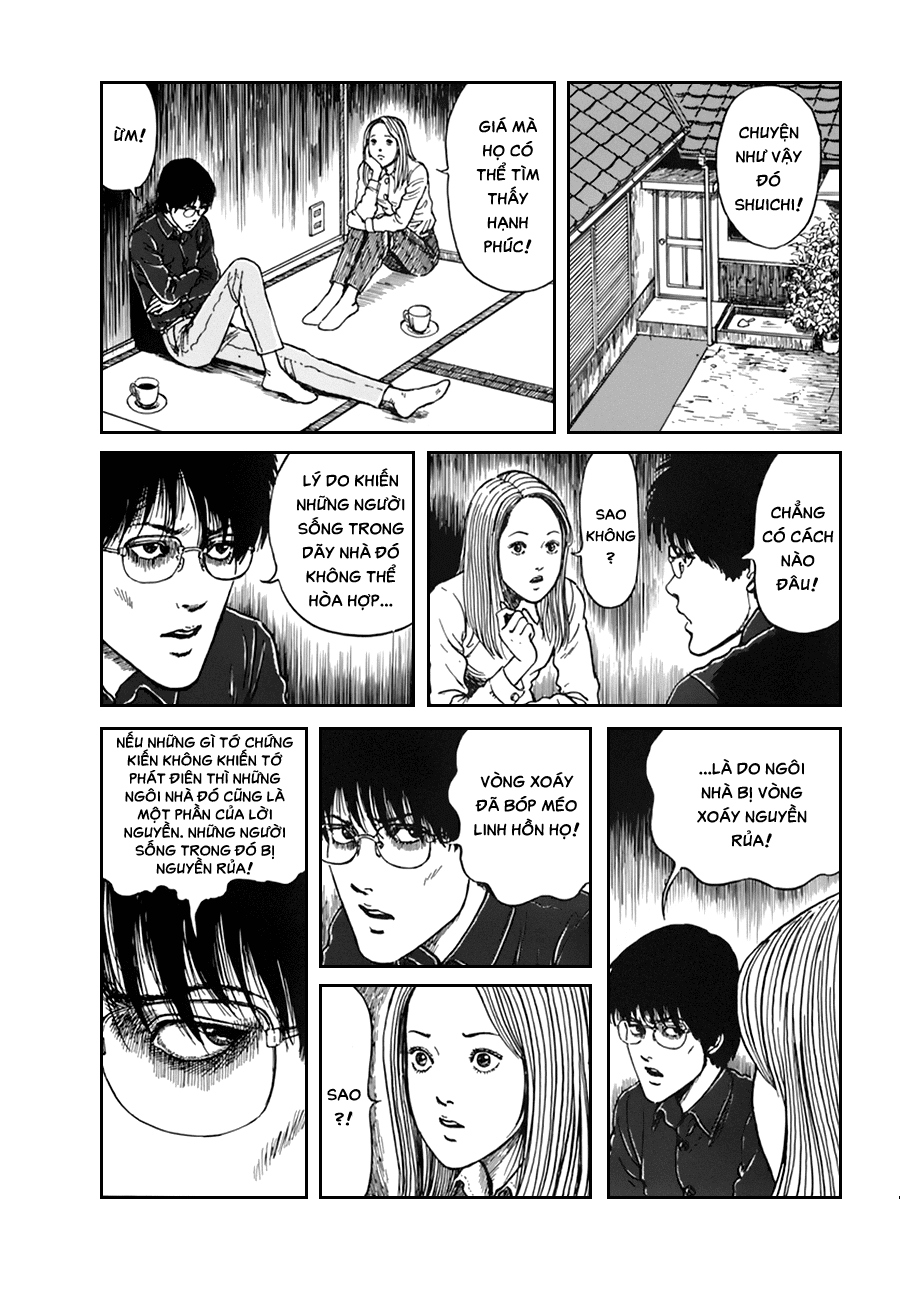 CHUYỆN
NHƯ VẬY
ĐÓ
SHUICHI!
GIÁ MÀ
HỌ CÓ
THỂ TÌM
THẤY
HẠNH
PHÚC!
ỪM!
CHẲNG
CÓ CÁCH
NÀO
ĐÂU!
SAO
KHÔNG
?
LÝ DO KHIẾN
NHỮNG NGƯỜI
SỐNG TRONG
DÃY NHÀ ĐÓ
KHÔNG THỂ
HÒA HỢP...
...LÀ DO NGÔI
NHÀ BỊ VÒNG
XOÁY NGUYỀN
RỦA!
VÒNG XOÁY
ĐÃ BÓP MÉO
LINH HỒN HỌ!
SAO
?!
NẾU NHỮNG GÌ TỚ CHỨNG
KIẾN KHÔNG KHIẾN TỚ
PHÁT ĐIÊN THÌ NHỮNG
NGÔI NHÀ ĐÓ CŨNG LÀ
MỘT PHẦN CỦA LỜI
NGUYỀN. NHỮNG NGƯỜI
SỐNG TRONG ĐÓ BỊ
NGUYỀN RỦA!